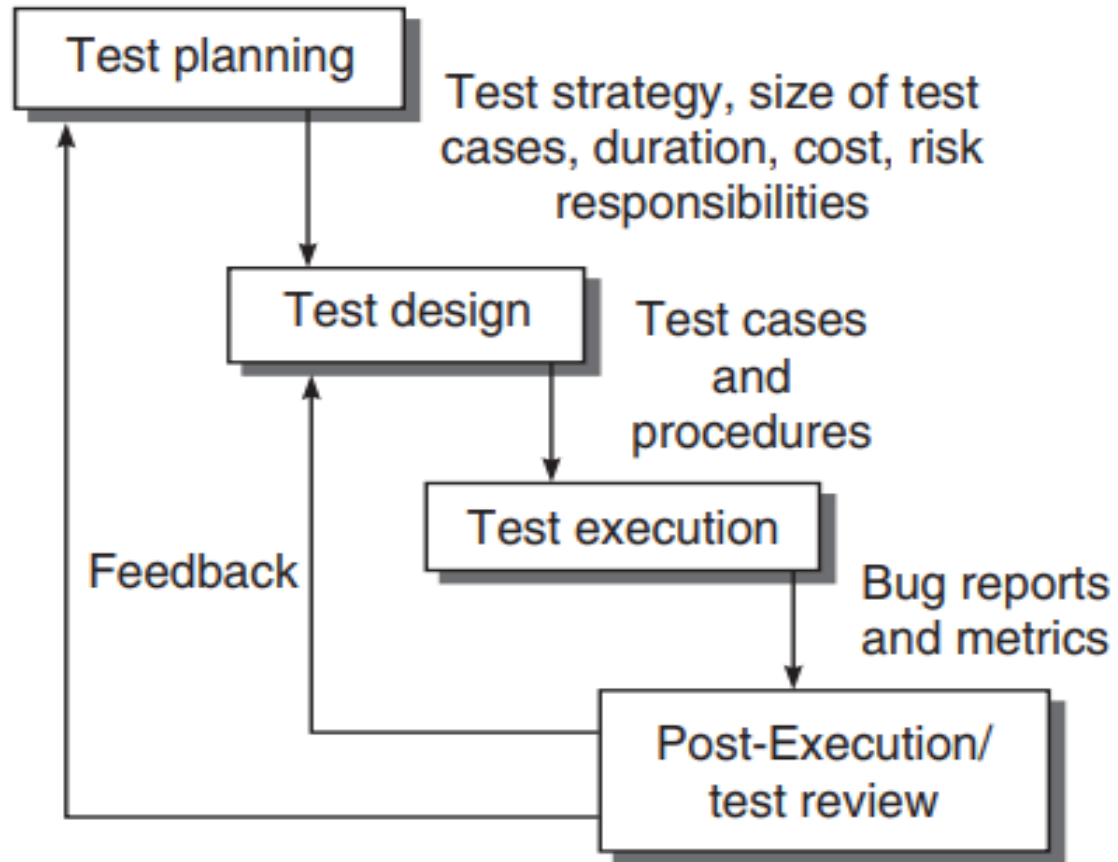 Test planning
Test strategy, size of test
cases, duration, cost, risk
responsibilities
Test design
Test cases
and
procedures
Test execution
Feedback
Bug reports
and metrics
Post-Execution/
test review